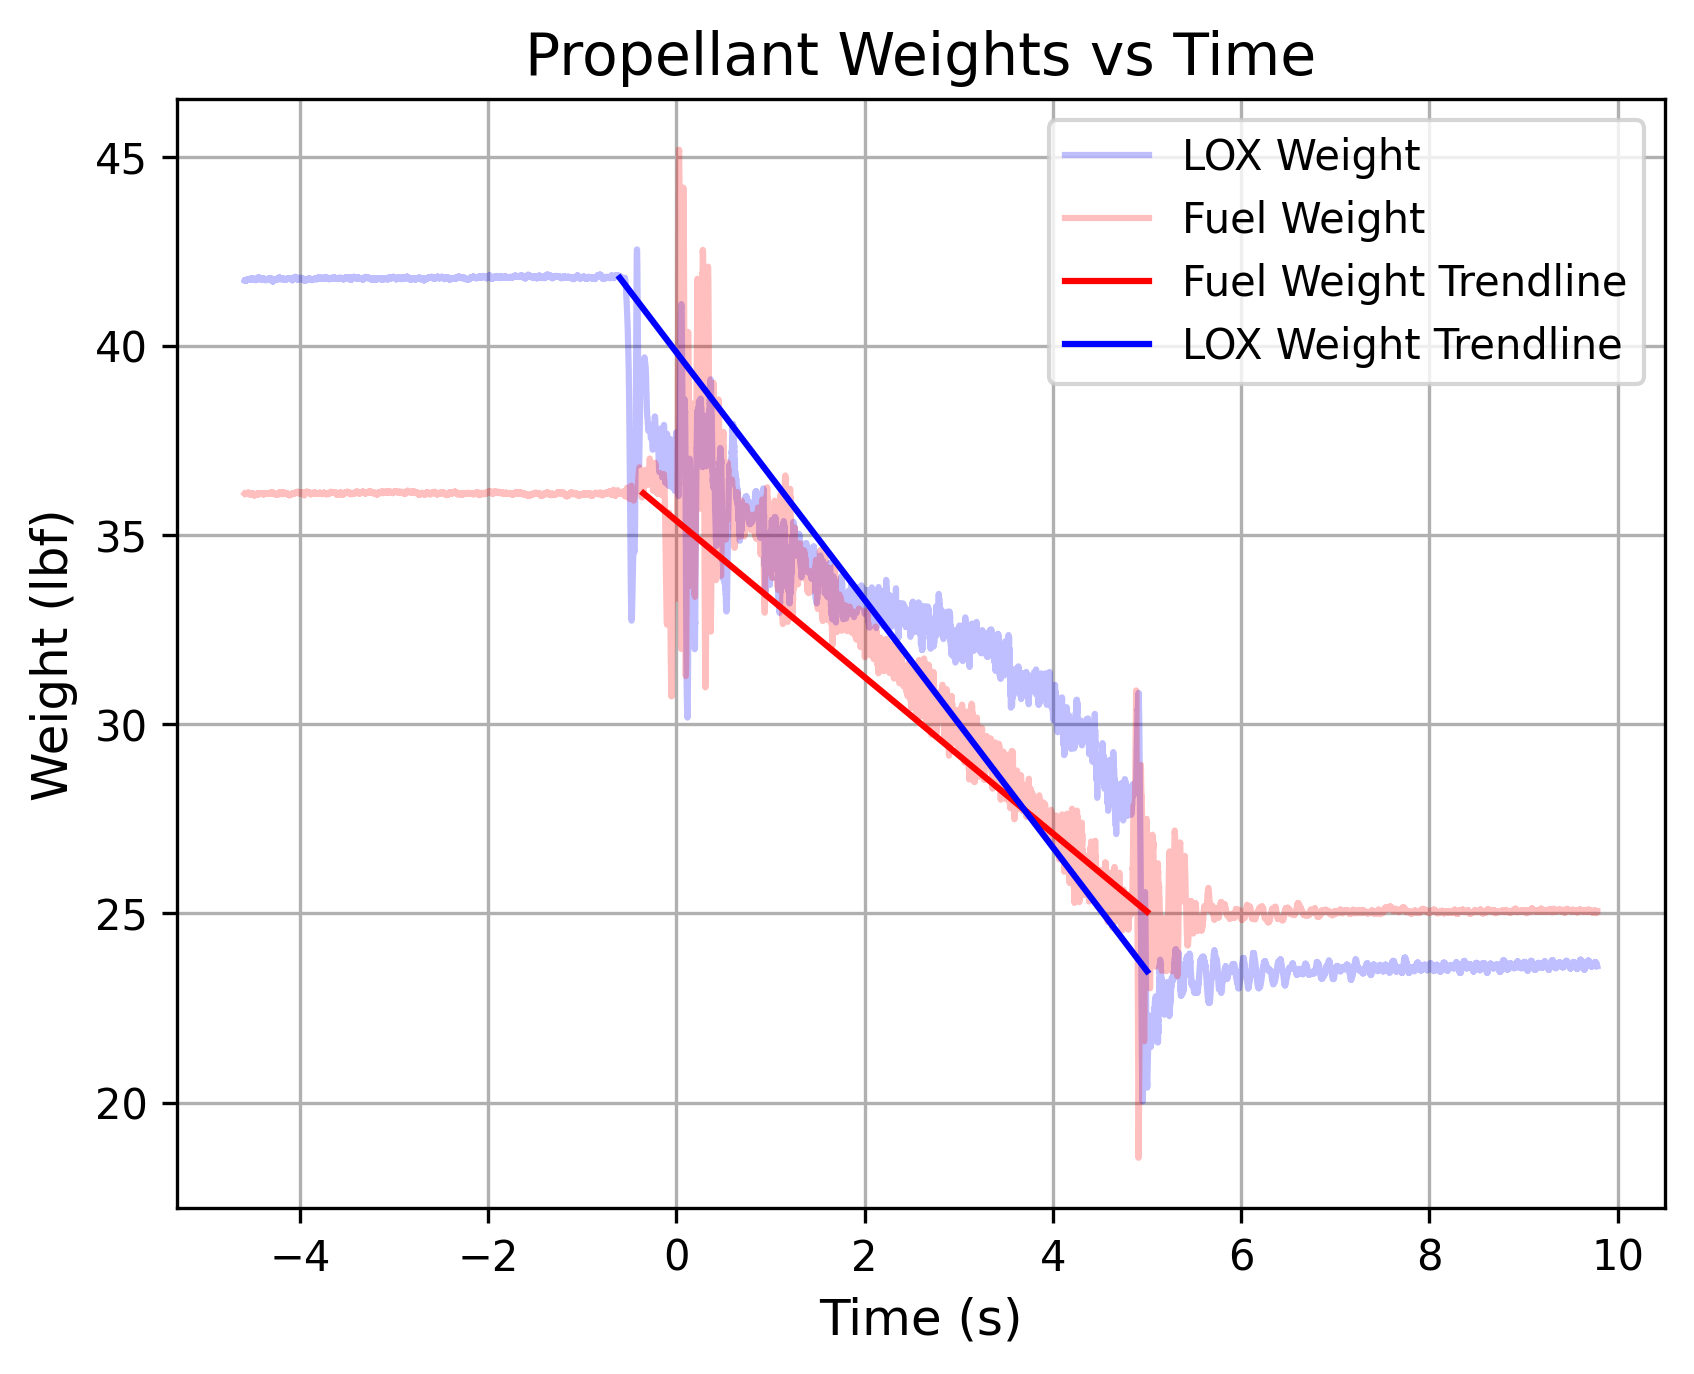 Propellant Weights vs Time
LOX Weight
Fuel Weight
Fuel Weight Trendline
LOX Weight Trendline
45
40
35
30
25
20
Weight (lbf)
−4
−2
0
2
4
6
8
10
Time (s)